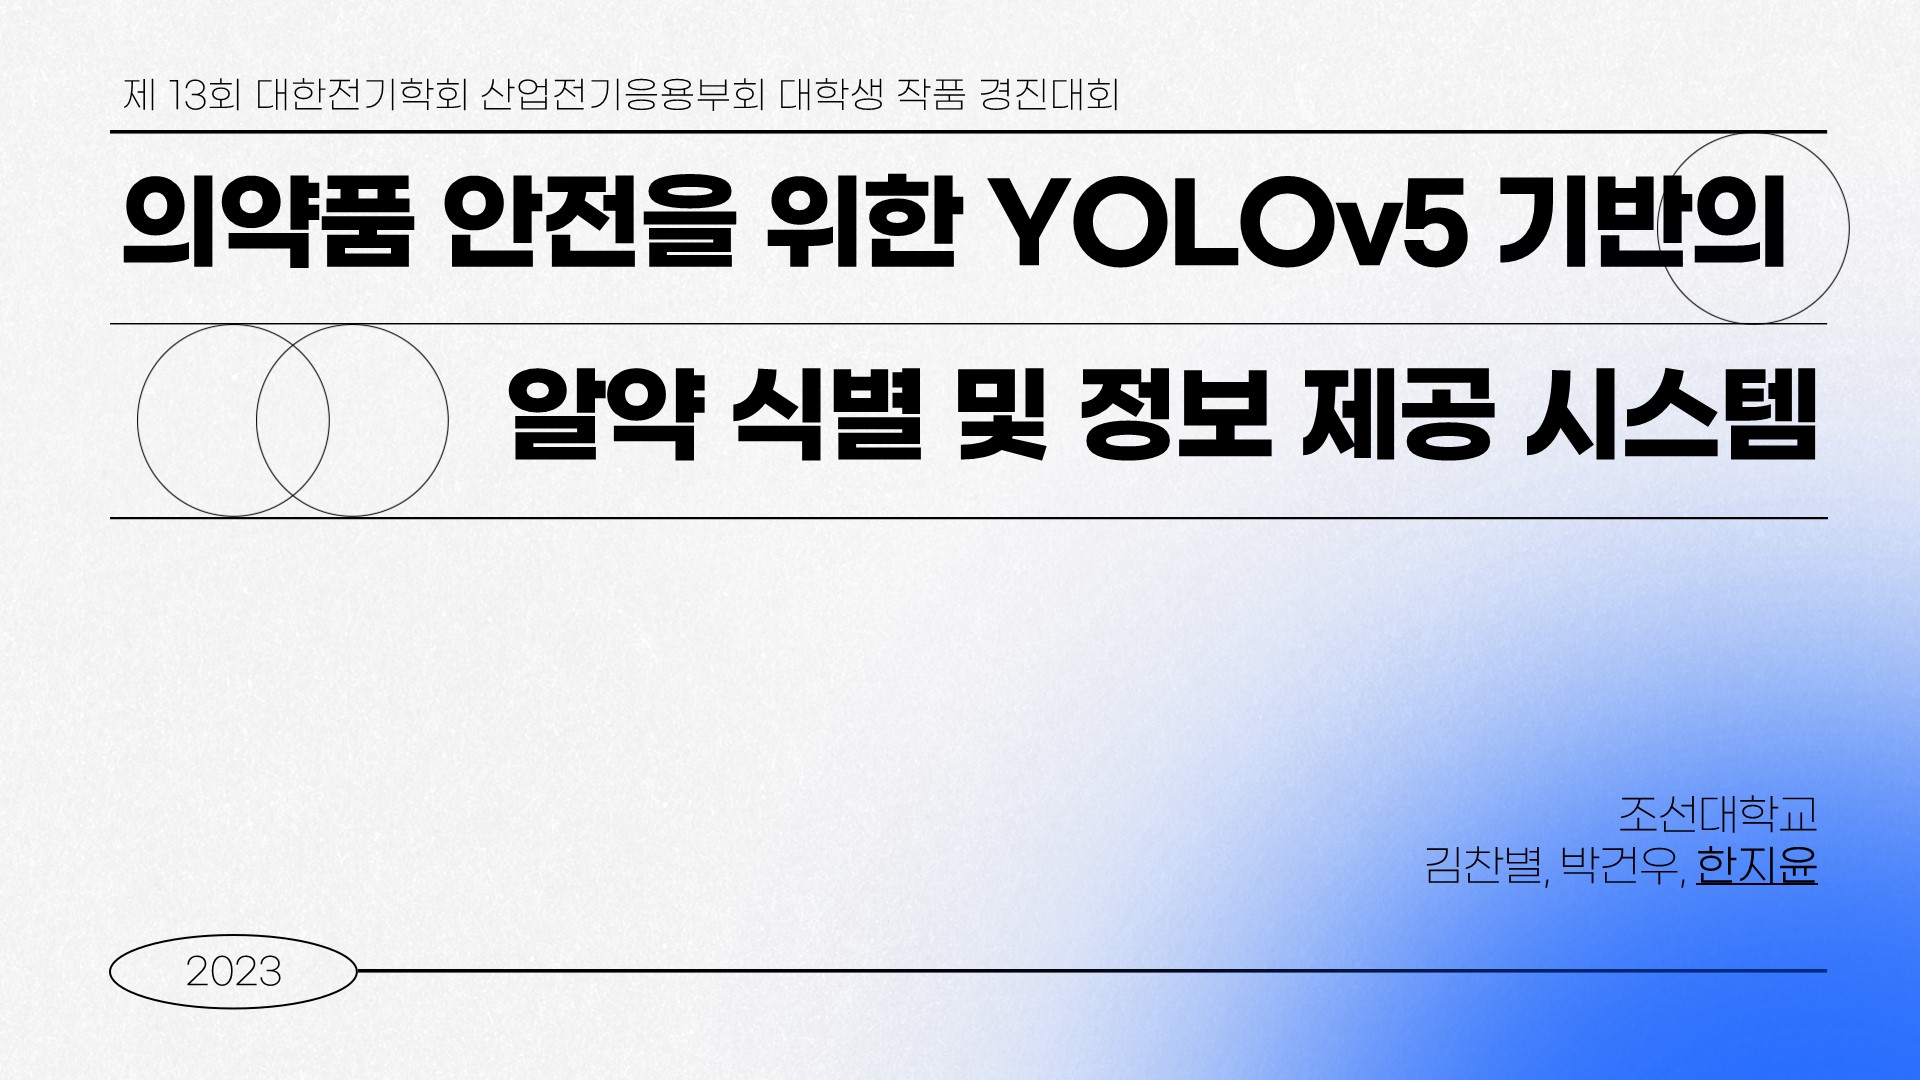 제 13회 대한전기학회 산업전기응용부회 대학생 작품 경진대회
의약품 안전을 위한 YOLOv5 기반의
알약 식별 및 정보 제공 시스템
조선대학교
김찬별, 박건우, 한지윤
2023